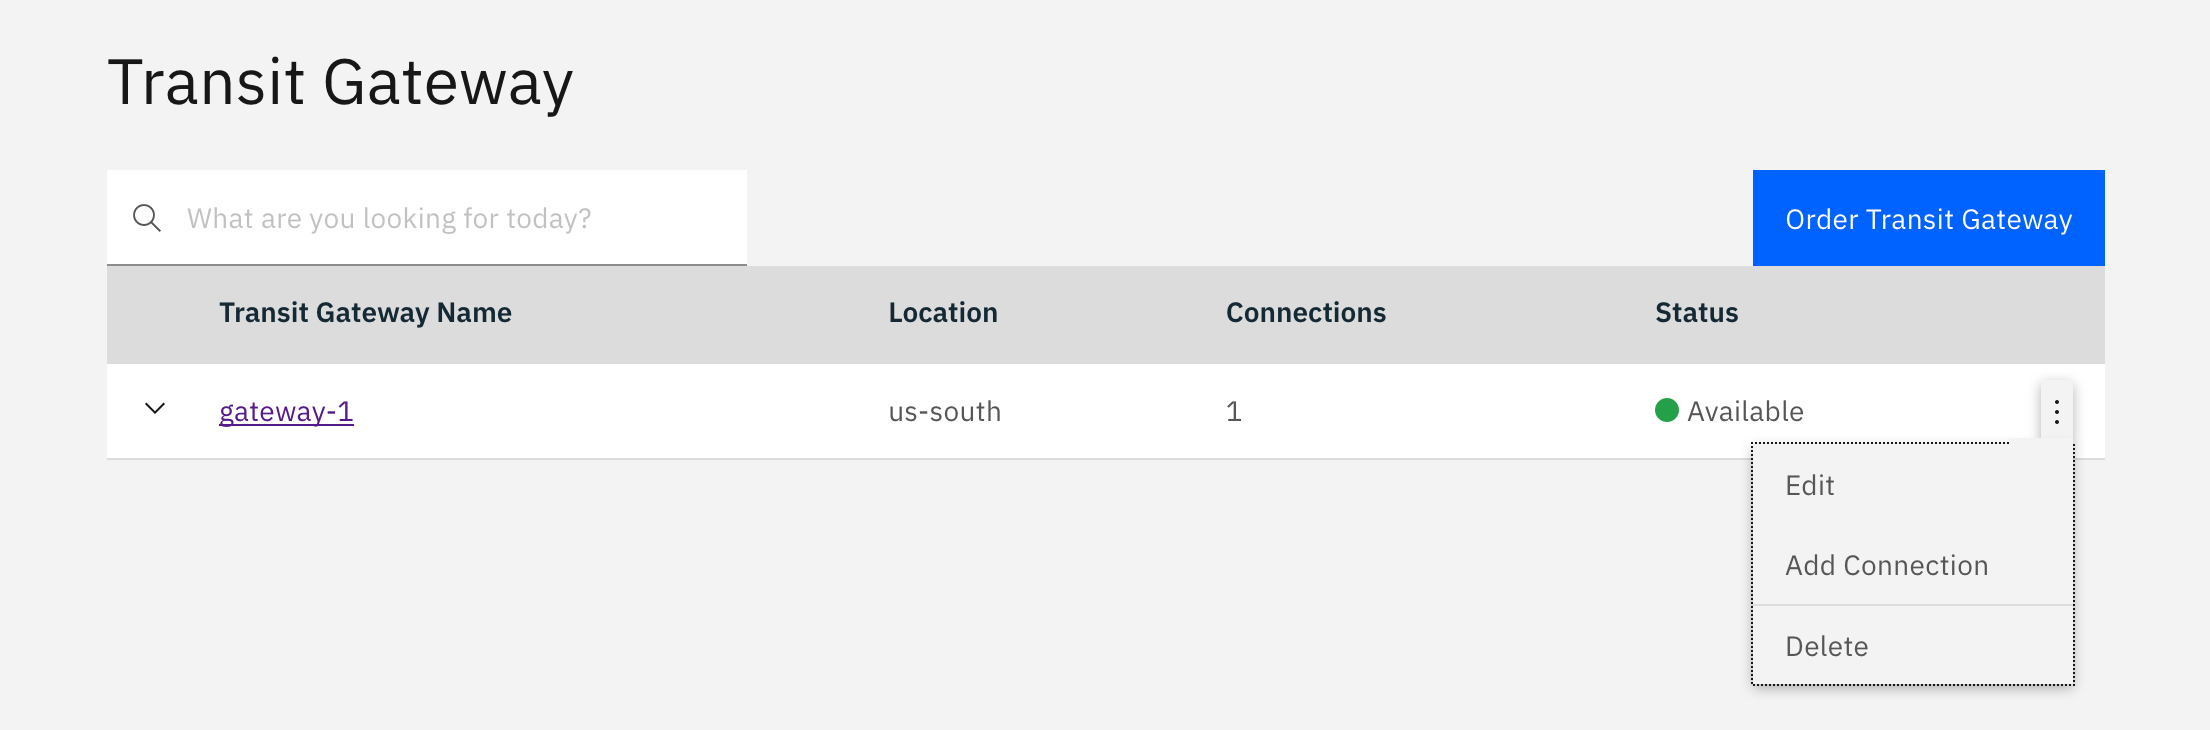 Transit Gateway
What are you looking for today?
Order Transit Gateway
Transit Gateway Name Location Connections Status
gateway-1 us-south 1 Available
Edit
Add Connection
Delete